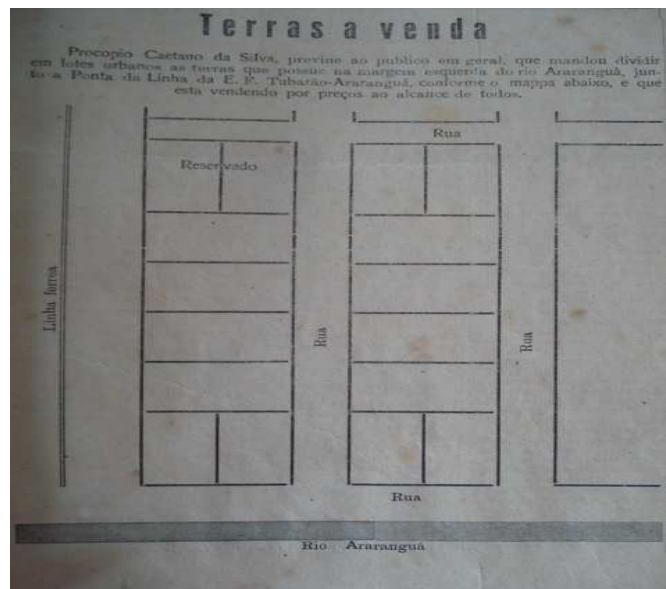 Terras a venda
Procopio Caetano da Silva, previne ao publico em geral, que mandou dividir
em lotes urbanos as terras que possue na margem esquerda do rio Araranguá, jun-
to a Ponta da Linha da E. F. Tubarão-Araranguá, conforme o mappa abaixo, e que
esta vendendo por preços ao alcance de todos.
Rua
Reservado
Linha ferrea
Rua
Rua
Rua
Rio Araranguá